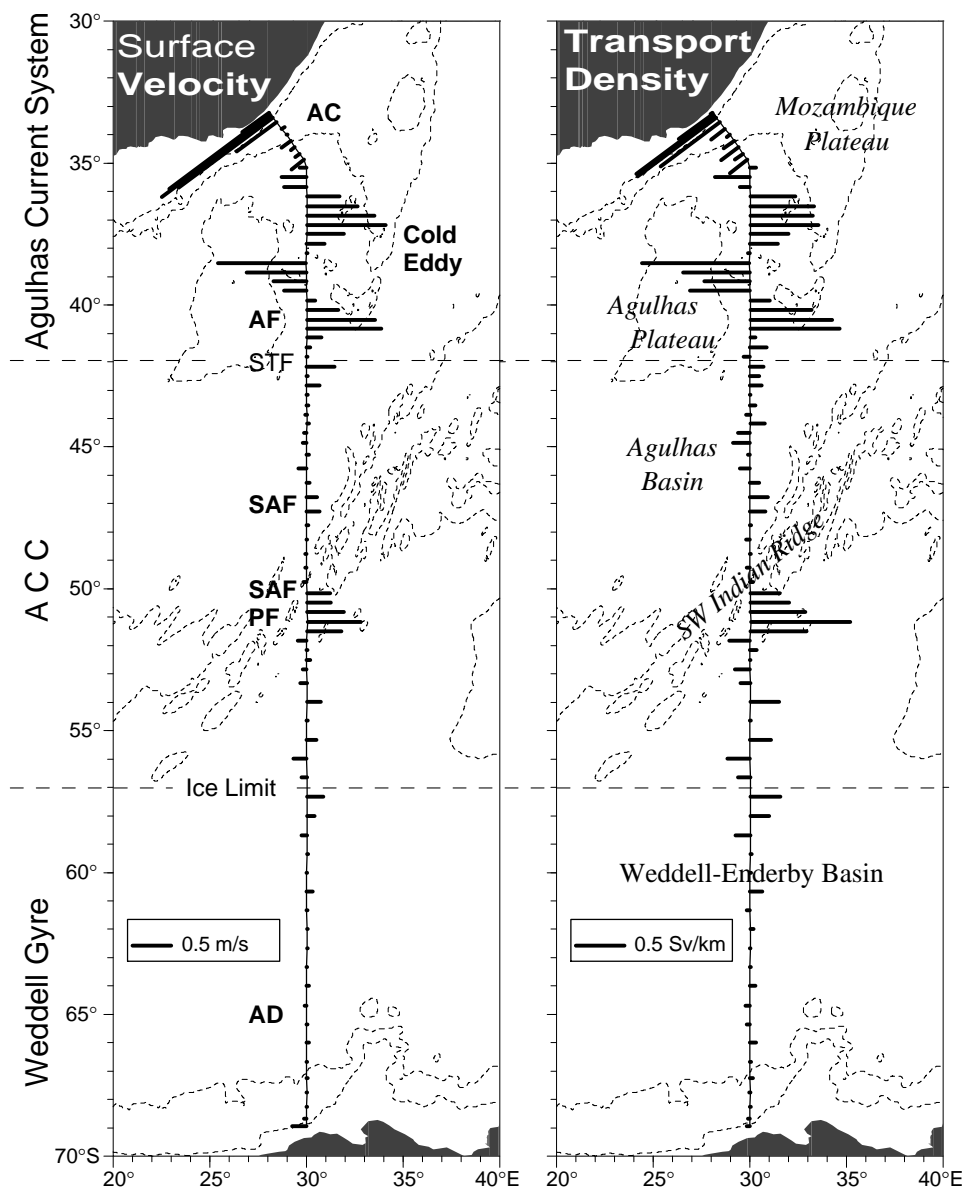 30°
35°
40°
45°
50°
55°
60°
65°
70°S
Agulhas Current System
A C C
Weddell Gyre
Surface
Velocity
AC
Cold
Eddy
AF
STF
SAF
SAF
PF
Ice Limit
0.5 m/s
AD
20°
25°
30°
35°
40°
Transport
Density
Mozambique
Plateau
Agulhas
Plateau
Agulhas
Basin
SW Indian Ridge
Weddell-Enderby Basin
0.5 Sv/km
20°
25°
30°
35°
40°E